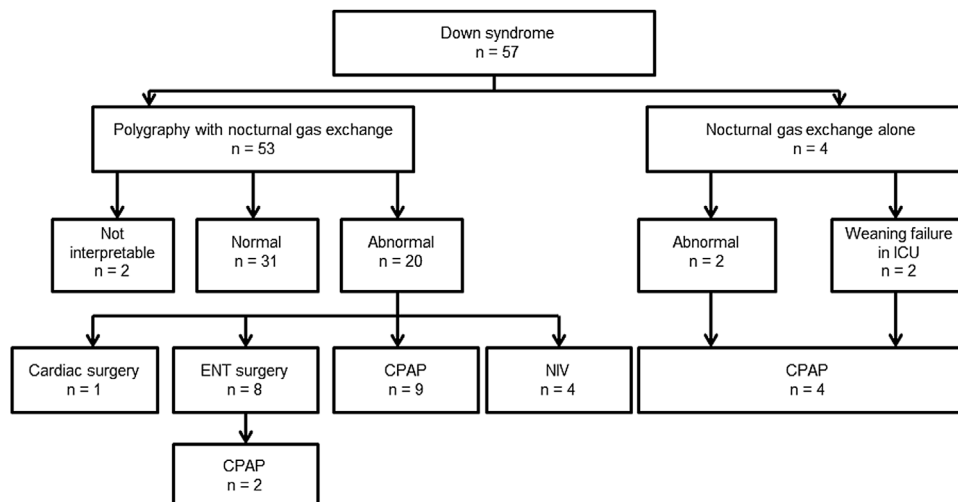 Down syndrome
n = 57
Polygraphy with nocturnal gas exchange
n = 53
Nocturnal gas exchange alone
n = 4
Not
interpretable
n = 2
Normal
n = 31
Abnormal
n = 20
Abnormal
n = 2
Weaning failure
in ICU
n = 2
Cardiac surgery
n = 1
ENT surgery
n = 8
CPAP
n = 9
NIV
n = 4
CPAP
n = 4
CPAP
n = 2